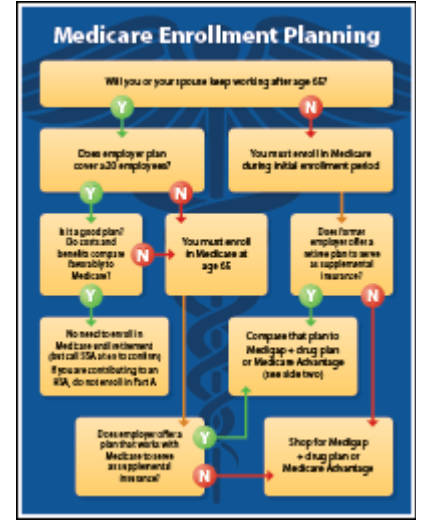 Medicare Enrollment Planning
Will you or your spouse keep working after age 65?
Y
N
Does employer plan
cover ≥20 employees?
You must enroll in Medicare
during initial enrollment period
Y
N
Is it a good plan?
Do costs and
benefits compare
favorably to
Medicare?
N
You must enroll
in Medicare at
age 65
Does former
employer offer a
retiree plan to serve
as supplemental
insurance?
Y
Y
N
No need to enroll in
Medicare until retirement
(but call SSA at 65 to confirm)
If you are contributing to an
HSA, do not enroll in Part A
Compare that plan to
Medigap + drug plan
or Medicare Advantage
(see side two)
Does employer offer a
plan that works with
Medicare to serve
as supplemental
insurance?
Y
N
Shop for Medigap
+ drug plan or
Medicare Advantage